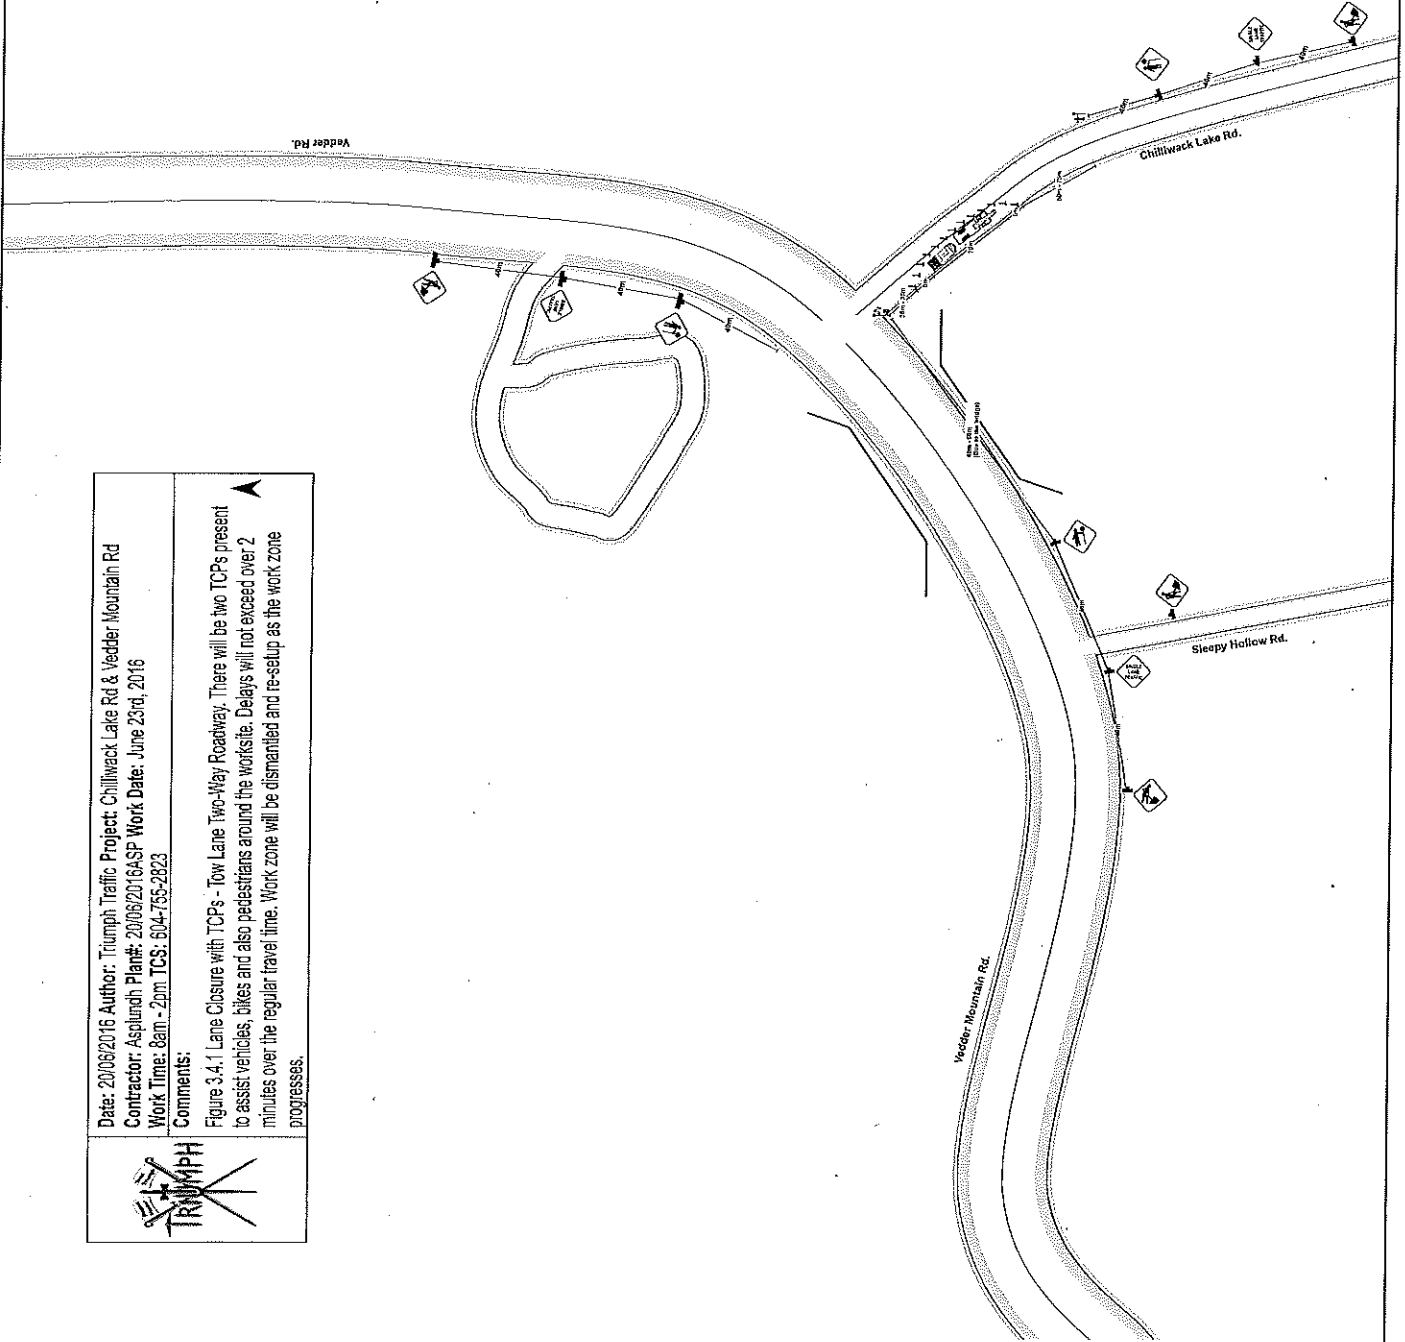 Date: 20/06/2016 Author: Triumph Traffic Project: Chilliwack Lake Rd & Vedder Mountain Rd
Contractor: Asplundh Plan#: 20/06/2016ASP Work Date: June 23rd, 2016
Work Time: 8am - 2pm TCS: 604-755-2823
Comments:
Figure 3.4.1 Lane Closure with TCPs - Tow Lane Two-Way Roadway. There will be two TCPs present
to assist vehicles, bikes and also pedestrians around the worksite. Delays will not exceed over 2
minutes over the regular travel time. Work zone will be dismantled and re-setup as the work zone
progresses.
TRIUMPH
Vedder Rd.
Chilliwack Lake Rd.
Sleepy Hollow Rd.
Vedder Mountain Rd.
40m
40m
40m
40m
40m
40m
SINGLE
LANE
TRAFFIC